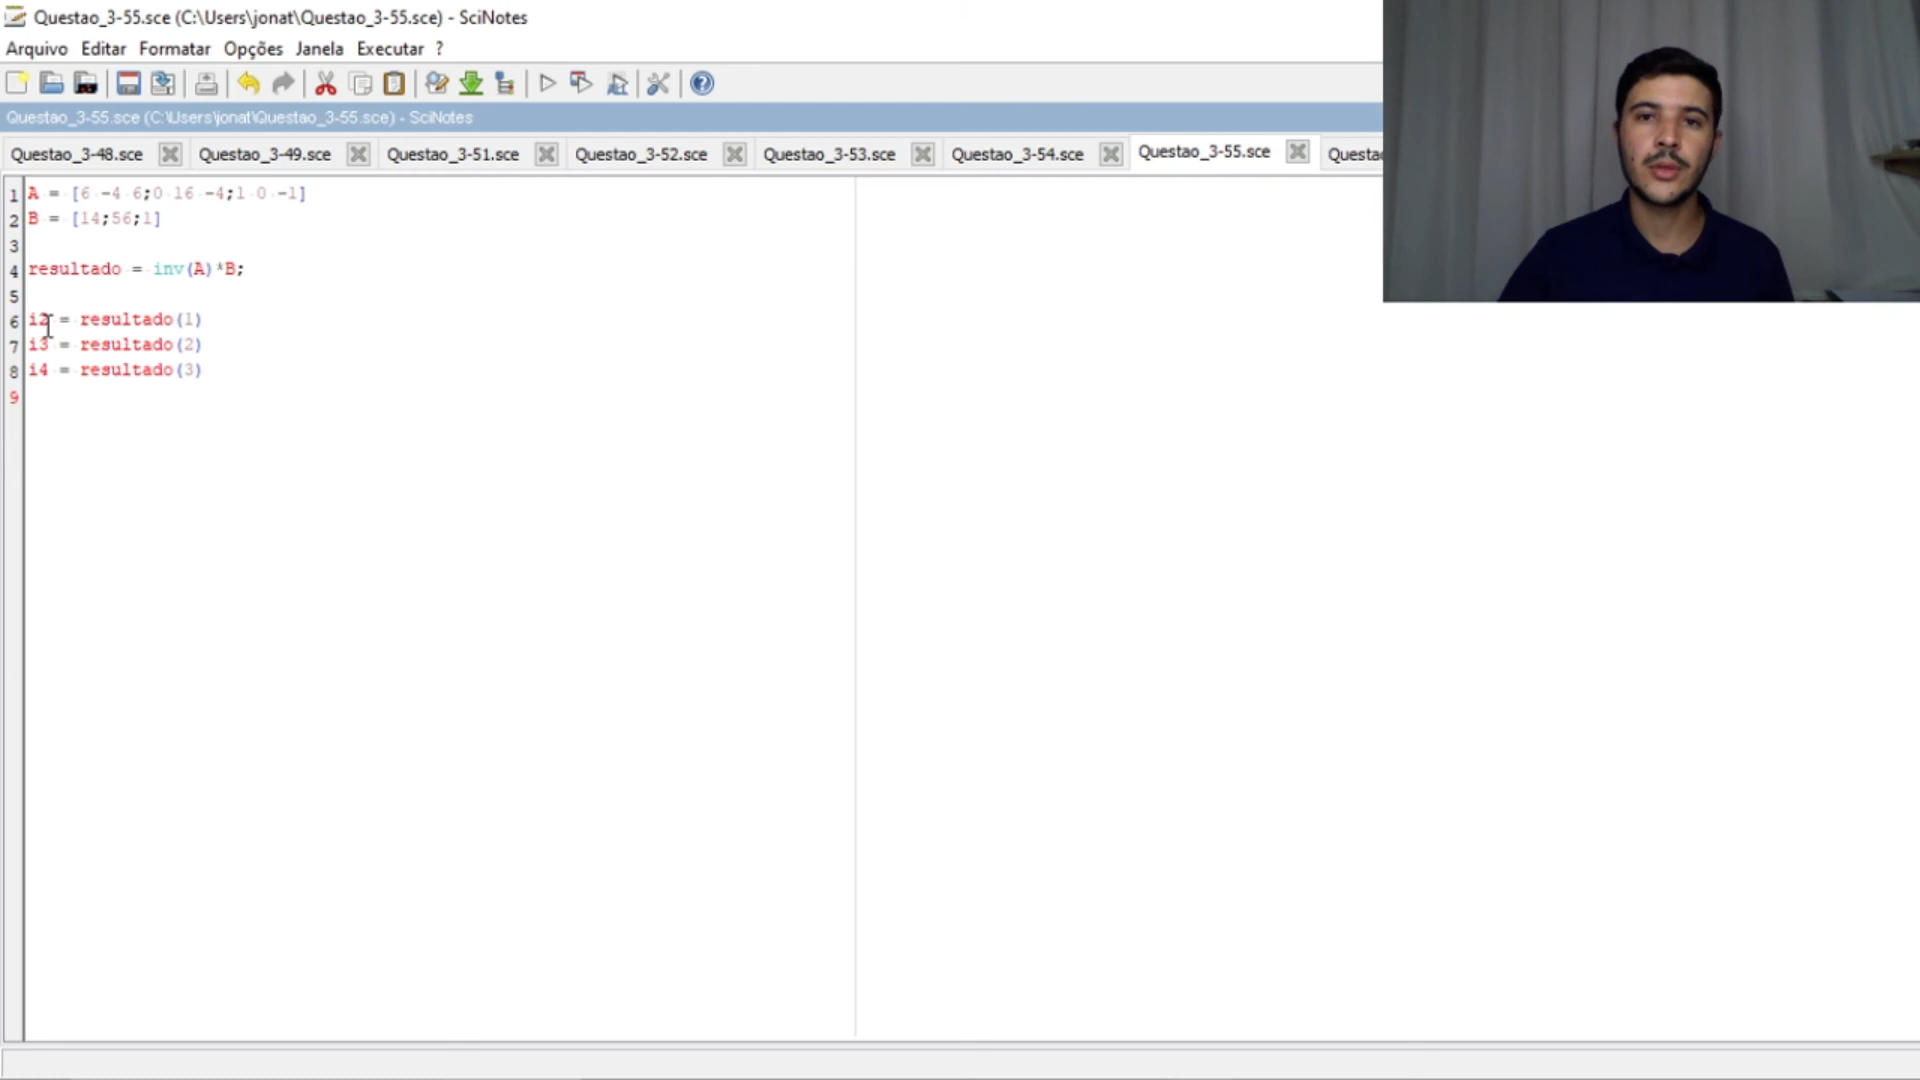 Questao_3-55.sce (C:\Users\jonat\Questao_3-55.sce) - SciNotes
Arquivo Editar Formatar Opções Janela Executar ?
Questao_3-55.sce (C:\Users\jonat\Questao_3-55.sce) - SciNotes
Questao_3-48.sce Questao_3-49.sce Questao_3-51.sce Questao_3-52.sce Questao_3-53.sce Questao_3-54.sce Questao_3-55.sce Questao
1 A = [6 -4 6;0 16 -4;1 0 -1]
2 B = [14;56;1]
3
4 resultado = inv(A)*B;
5
6 i2 = resultado(1)
7 i3 = resultado(2)
8 i4 = resultado(3)
9